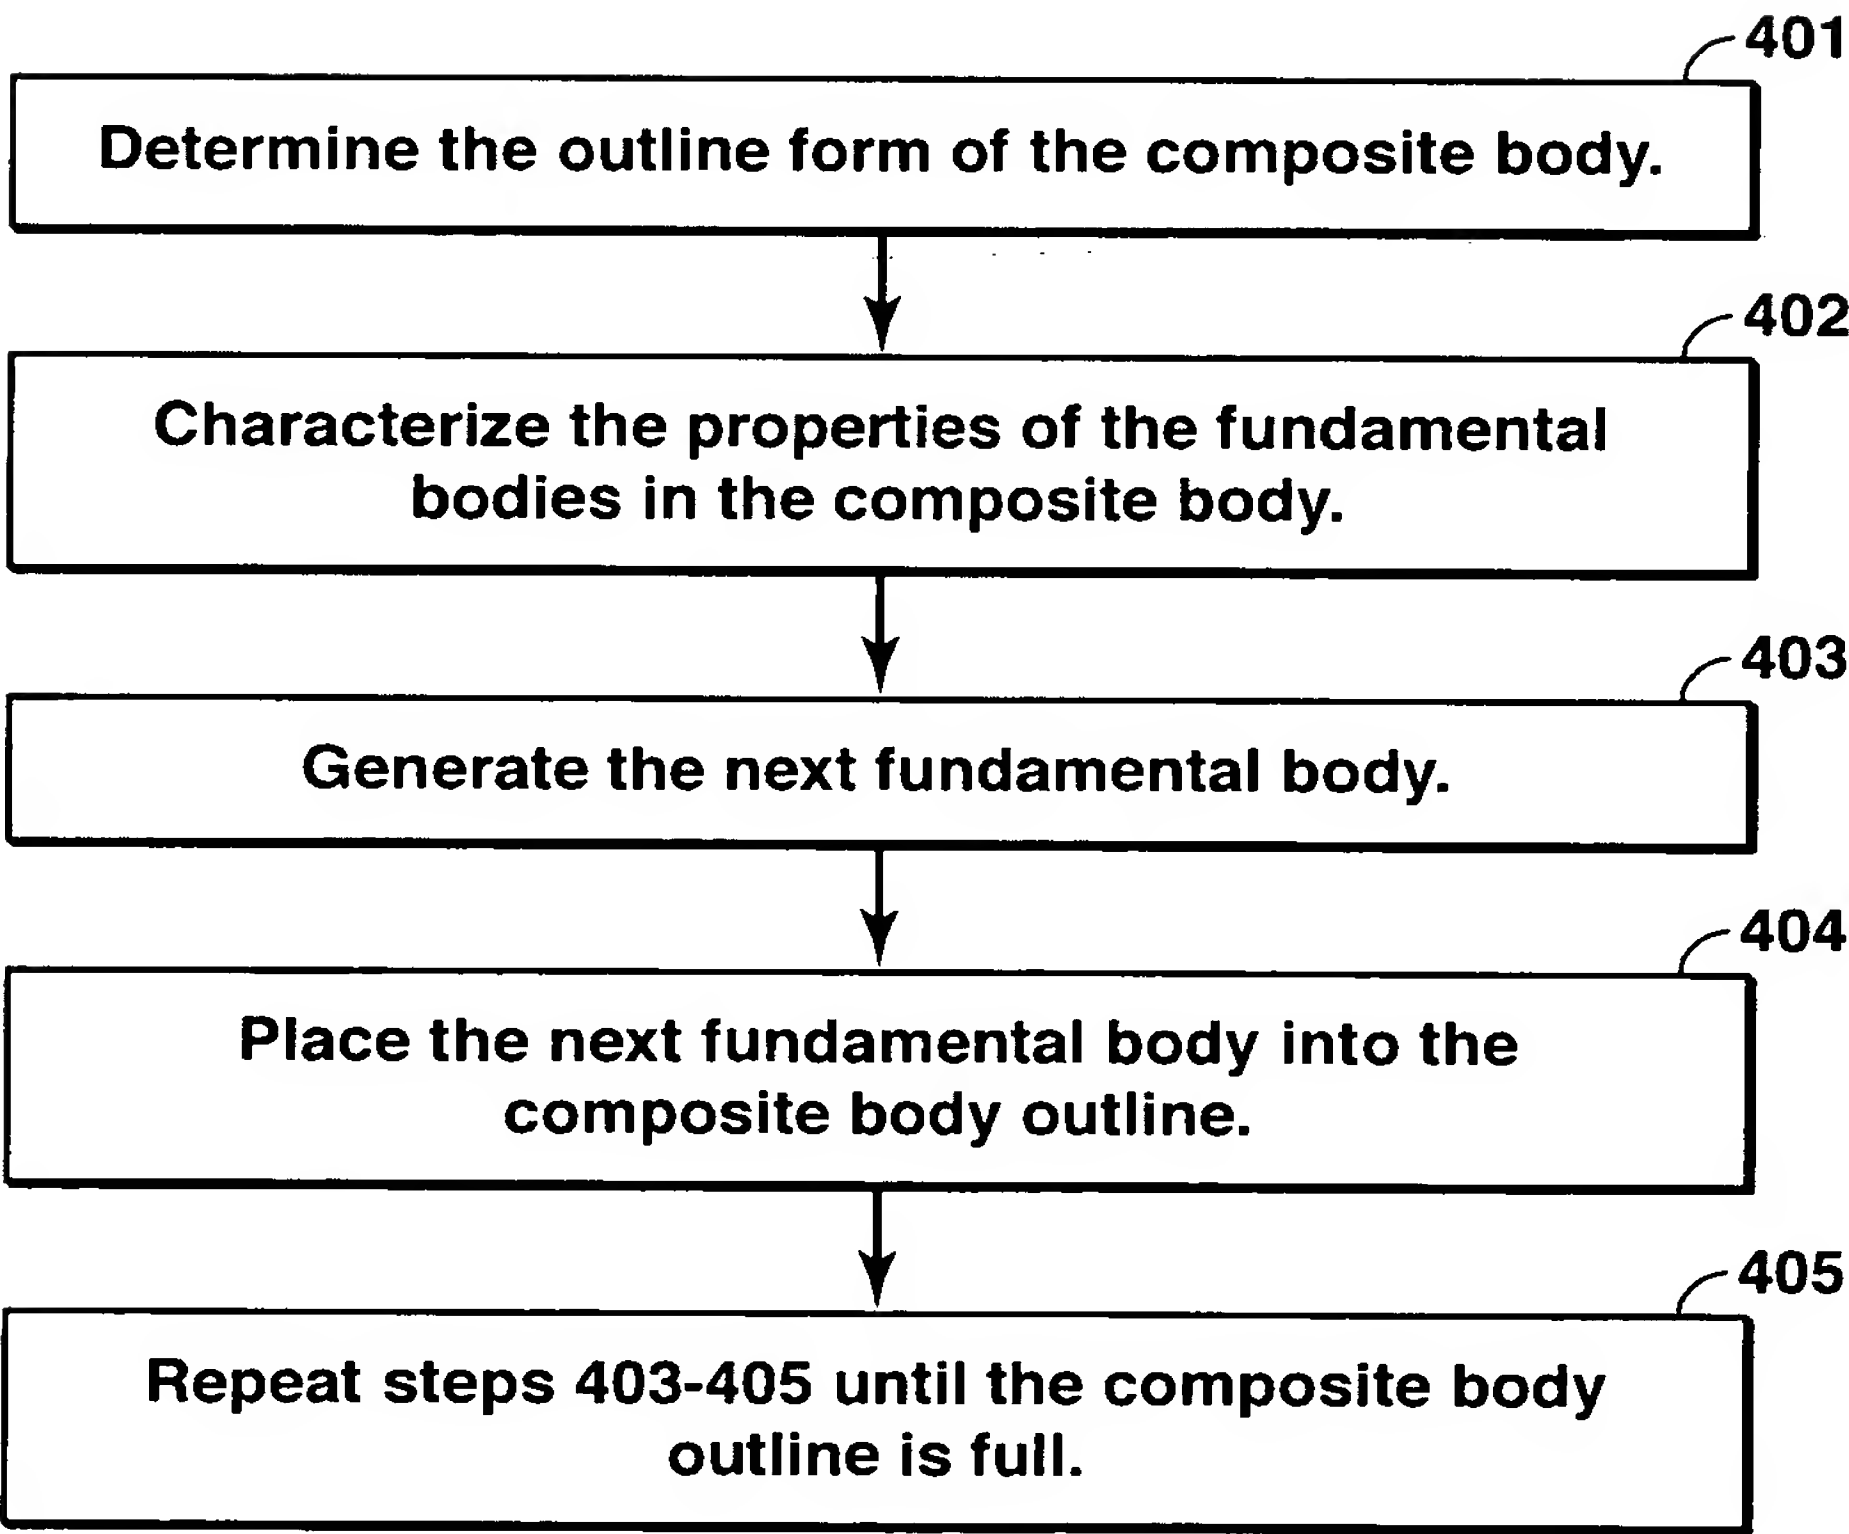 401
Determine the outline form of the composite body.
402
Characterize the properties of the fundamental
bodies in the composite body.
403
Generate the next fundamental body.
404
Place the next fundamental body into the
composite body outline.
405
Repeat steps 403-405 until the composite body
outline is full.